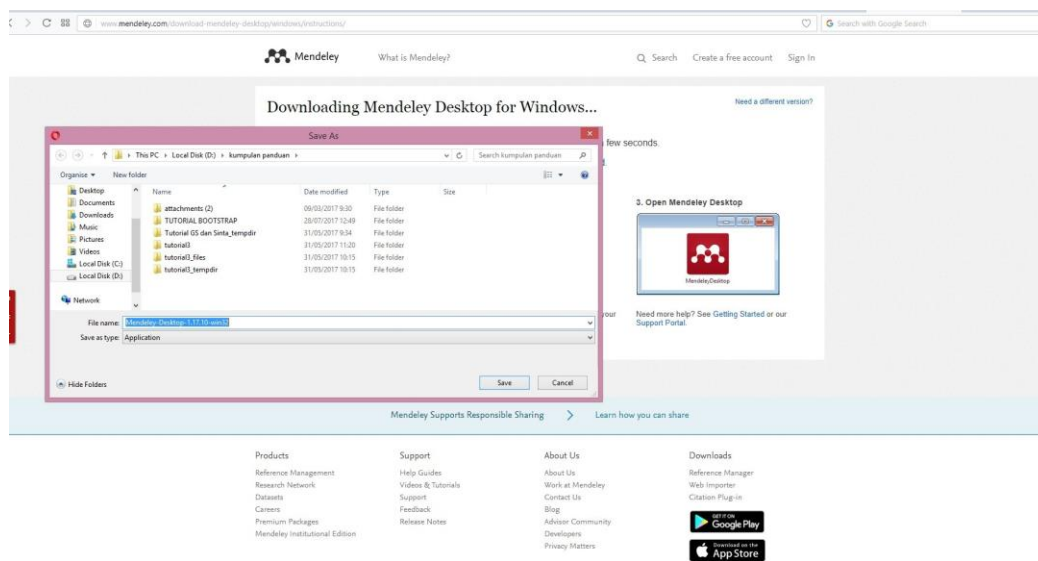 www.mendeley.com/download-mendeley-desktop/windows/instructions/
Search with Google Search
Mendeley
What is Mendeley?
Search
Create a free account
Sign In
Downloading Mendeley Desktop for Windows...
Need a different version?
few seconds.
Save As
This PC
Local Disk (D:)
kumpulan panduan
Search kumpulan panduan
Organise
New folder
Desktop
Documents
Downloads
Music
Pictures
Videos
Local Disk (C:)
Local Disk (D:)
Network
Name Date modified Type Size
attachments (2) 09/03/2017 9:30 File folder
TUTORIAL BOOTSTRAP 28/07/2017 12:49 File folder
Tutorial GS dan Sinta_tempdir 31/05/2017 9:34 File folder
tutorial3 31/05/2017 11:20 File folder
tutorial3_files 31/05/2017 10:15 File folder
tutorial3_tempdir 31/05/2017 10:15 File folder
File name: Mendeley-Desktop-1.17.10-win32
Save as type: Application
Hide Folders
Save
Cancel
3. Open Mendeley Desktop
MendeleyDesktop
your
Need more help? See Getting Started or our
Support Portal.
Mendeley Supports Responsible Sharing
Learn how you can share
Products
Reference Management
Research Network
Datasets
Careers
Premium Packages
Mendeley Institutional Edition
Support
Help Guides
Videos & Tutorials
Support
Feedback
Release Notes
About Us
About Us
Work at Mendeley
Contact Us
Blog
Advisor Community
Developers
Privacy Matters
Downloads
Reference Manager
Web Importer
Citation Plug-in
GET IT ON
Google Play
Download on the
App Store